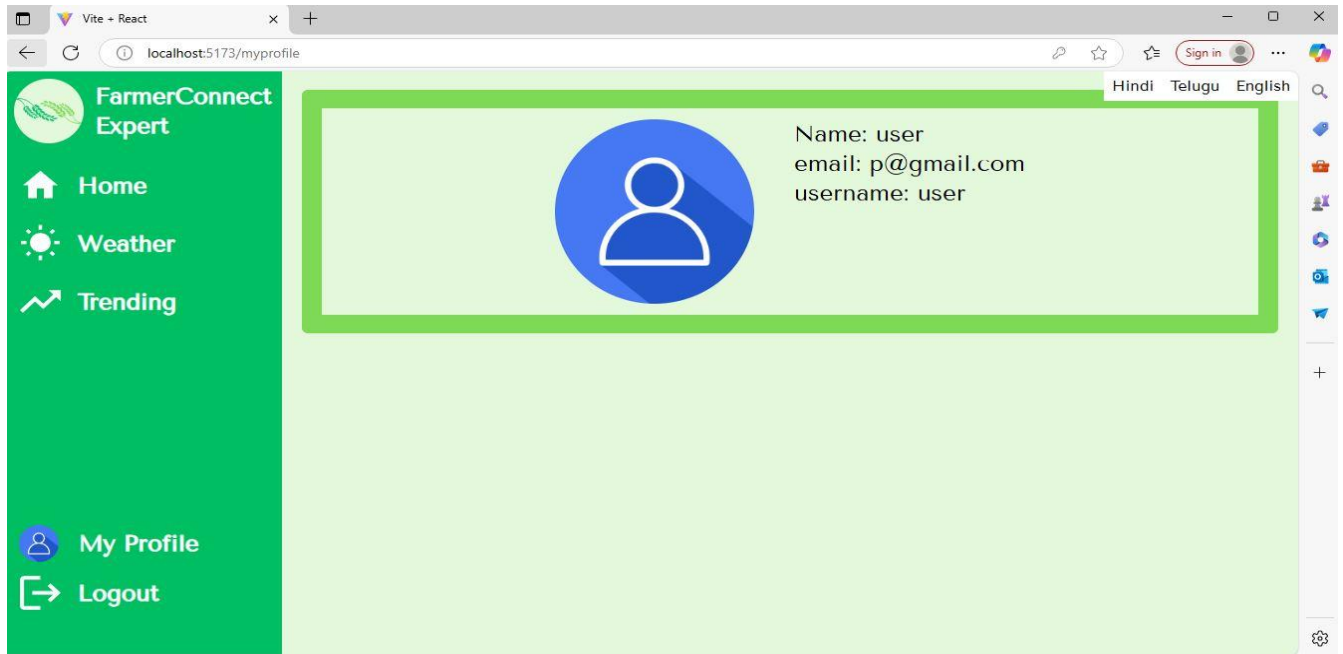 Vite + React
localhost:5173/myprofile
Sign in
FarmerConnect
Expert
Hindi Telugu English
Home
Weather
Trending
Name: user
email: p@gmail.com
username: user
My Profile
Logout